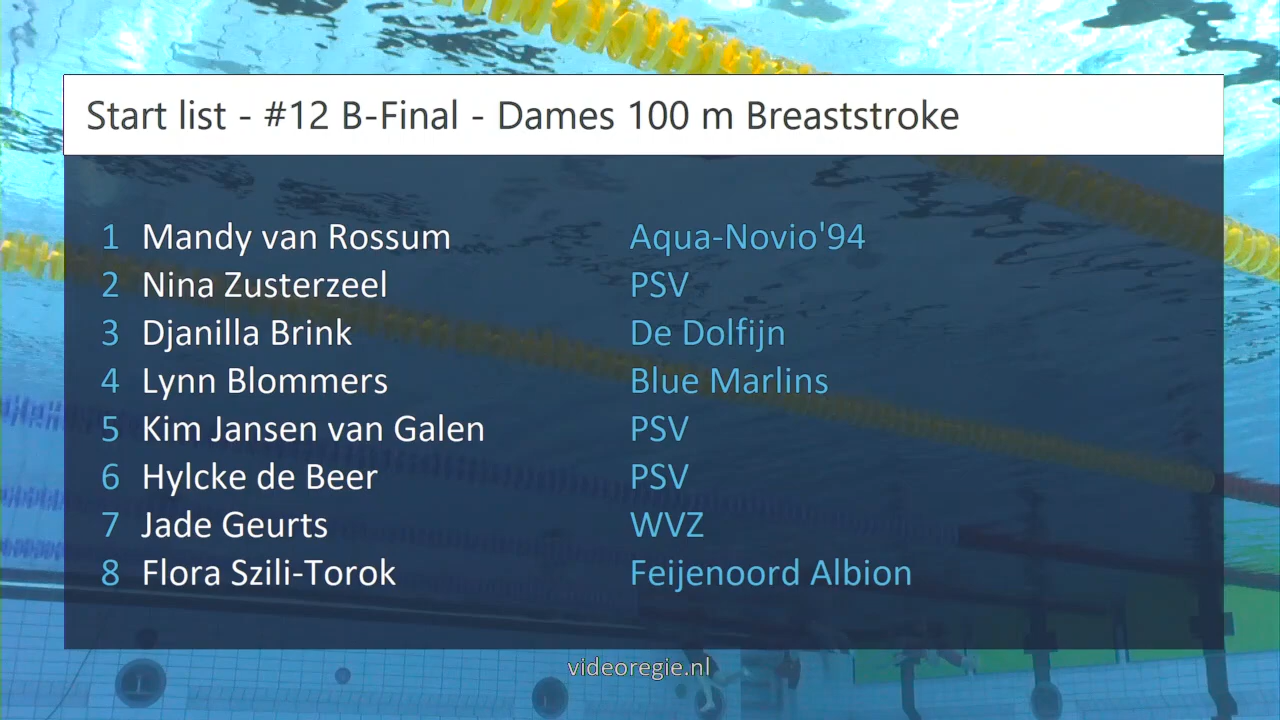 Start list - #12 B-Final - Dames 100 m Breaststroke
1 Mandy van Rossum Aqua-Novio'94
2 Nina Zusterzeel PSV
3 Djanilla Brink De Dolfijn
4 Lynn Blommers Blue Marlins
5 Kim Jansen van Galen PSV
6 Hylcke de Beer PSV
7 Jade Geurts WVZ
8 Flora Szili-Torok Feijenoord Albion
videoregie.nl